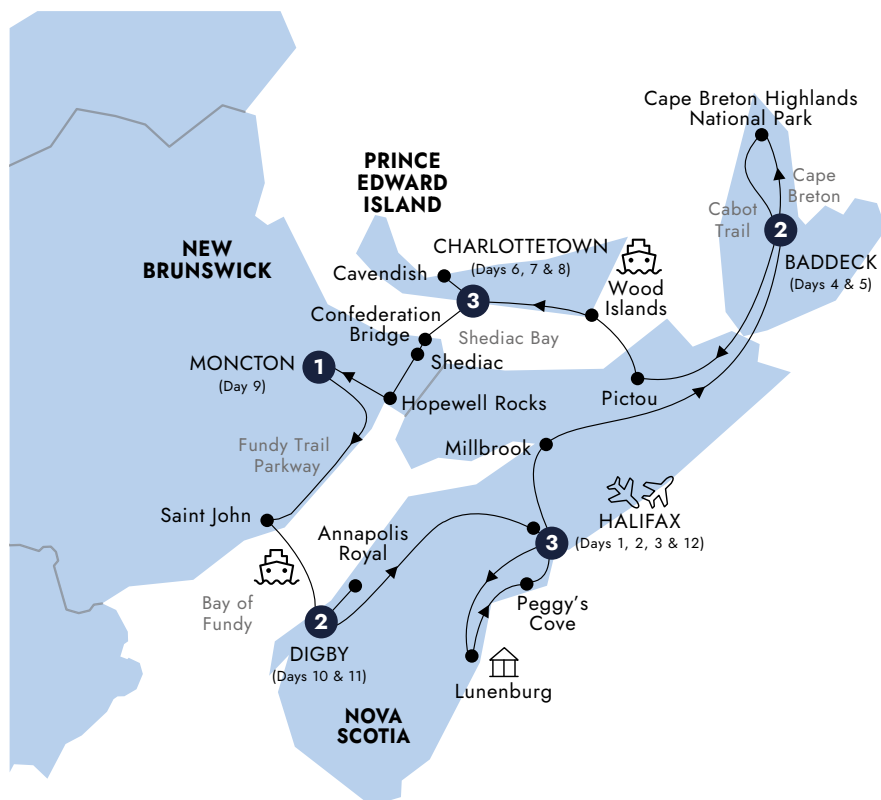 Cape Breton Highlands
National Park
PRINCE
EDWARD
ISLAND
Cape
Breton
Cabot
Trail
2
NEW
BRUNSWICK
CHARLOTTETOWN
(Days 6, 7 & 8)
BADDECK
(Days 4 & 5)
Cavendish
Wood
Islands
3
Confederation
Bridge
Shediac Bay
Shediac
MONCTON
(Day 9)
1
Pictou
Hopewell Rocks
Millbrook
Fundy Trail
Parkway
Saint John
HALIFAX
(Days 1, 2, 3 & 12)
3
Annapolis
Royal
Bay of
Fundy
Peggy's
Cove
2
DIGBY
(Days 10 & 11)
Lunenburg
NOVA
SCOTIA